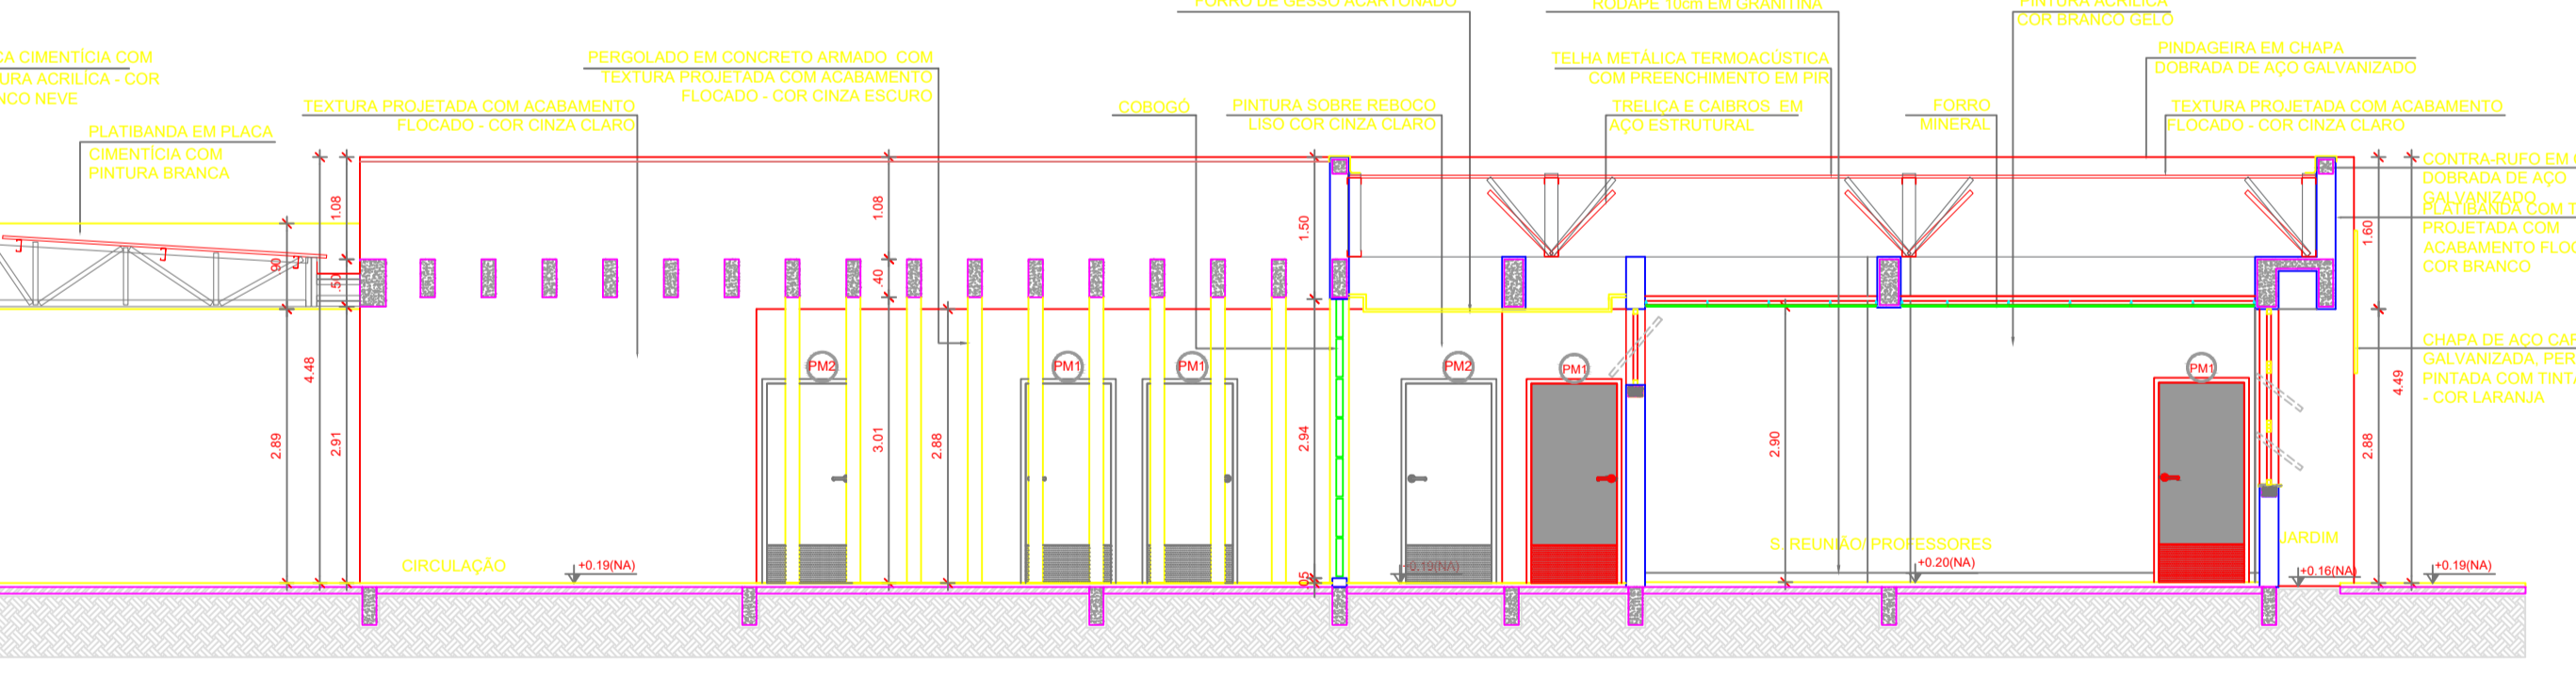 FORRO DE GESSO ACARTONADO
RODAPÉ 10cm EM GRANITINA
PINTURA ACRÍLICA
COR BRANCO GELO
CIMENTÍCIA COM
ACRILÍCA - COR
NEVE
PLATIBANDA EM PLACA
CIMENTÍCIA COM
PINTURA BRANCA
TEXTURA PROJETADA COM ACABAMENTO
FLOCADO - COR CINZA CLARO
PERGOLADO EM CONCRETO ARMADO COM
TEXTURA PROJETADA COM ACABAMENTO
FLOCADO - COR CINZA ESCURO
COBOGÓ
PINTURA SOBRE REBOCO
LISO COR CINZA CLARO
TELHA METÁLICA TERMOACÚSTICA
COM PREENCHIMENTO EM PIR
TRELIÇA E CAIBROS EM
AÇO ESTRUTURAL
FORRO
MINERAL
PINDAGEIRA EM CHAPA
DOBRADA DE AÇO GALVANIZADO
TEXTURA PROJETADA COM ACABAMENTO
FLOCADO - COR CINZA CLARO
CONTRA-RUFO EM
DOBRADA DE AÇO
GALVANIZADO
PLATIBANDA COM
PROJETADA COM
ACABAMENTO
COR BRANCO
CHAPA DE AÇO
GALVANIZADA,
PINTADA COM
- COR LARANJA
90
2.89
4.48
1.08
.50
2.91
1.08
.40
3.01
2.88
1.50
2.94
.05
2.90
1.60
2.88
4.49
PM2
PM1
PM1
PM2
PM1
PM1
CIRCULAÇÃO
+0.19(NA)
+0.19(NA)
S. REUNIÃO/ PROFESSORES
+0.20(NA)
JARDIM
+0.16(NA)
+0.19(NA)